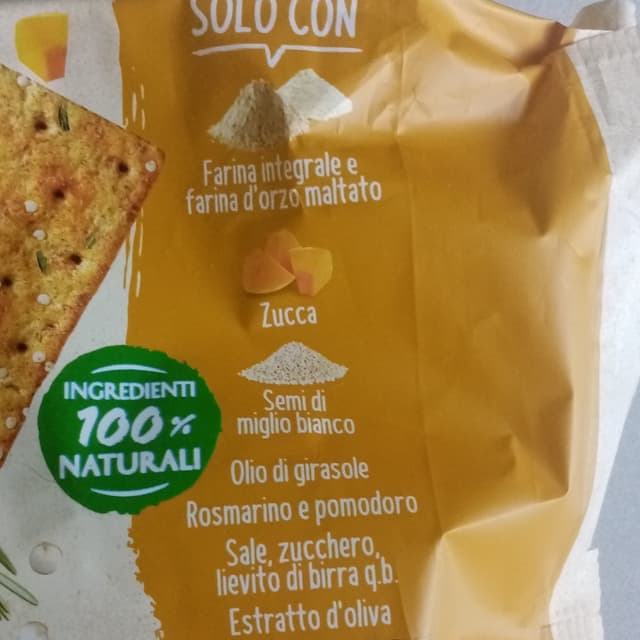 SOLO CON
Farina integrale e
farina d'orzo maltato
Zucca
Semi di
miglio bianco
INGREDIENTI
100%
NATURALI
Olio di girasole
Rosmarino e pomodoro
Sale, zucchero,
lievito di birra q.b.
Estratto d'oliva